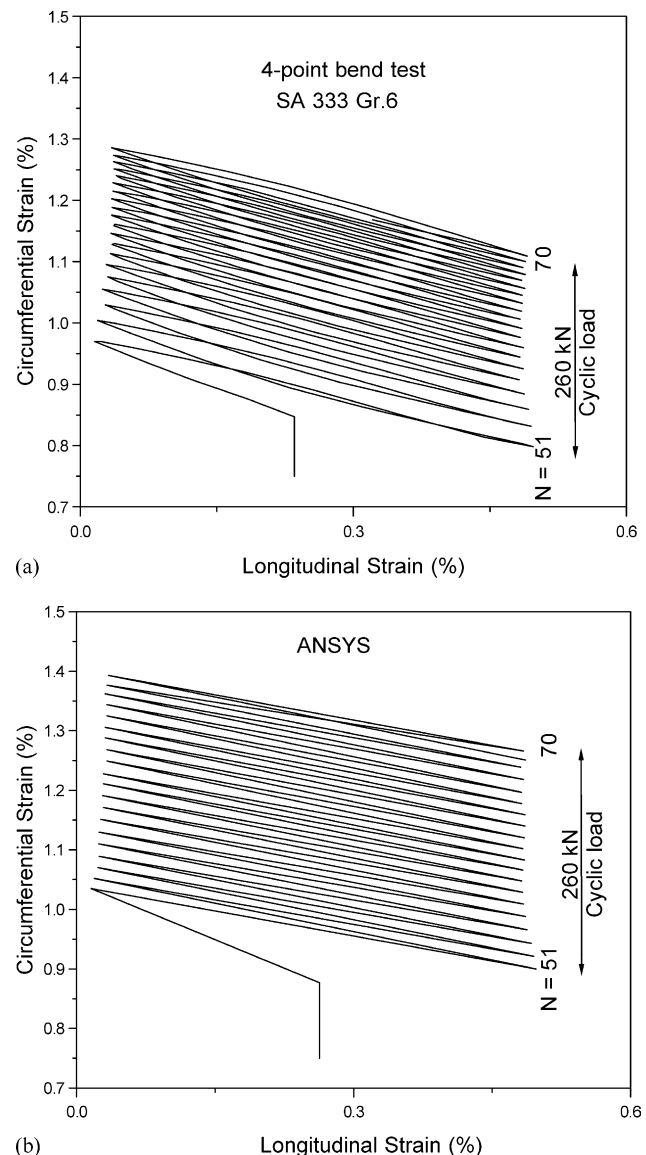 1.5
4-point bend test
SA 333 Gr.6
1.4
1.3
1.2
1.1
1.0
0.9
0.8
0.7
Circumferential Strain (%)
70
260 kN
Cyclic load
N = 51
0.0
0.3
0.6
(a)
Longitudinal Strain (%)
1.5
ANSYS
1.4
1.3
1.2
1.1
1.0
0.9
0.8
0.7
Circumferential Strain (%)
70
260 kN
Cyclic load
N = 51
0.0
0.3
0.6
(b)
Longitudinal Strain (%)